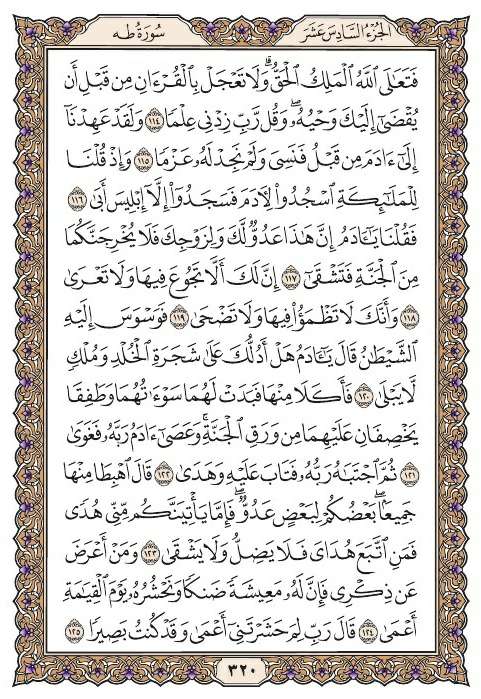 الجزء السادس عشر
سورة طه
فَتَعَٰلَى ٱللَّهُ ٱلۡمَلِكُ ٱلۡحَقُّۗ وَلَا تَعۡجَلۡ بِٱلۡقُرۡءَانِ مِن قَبۡلِ أَن
يُقۡضَىٰٓ إِلَيۡكَ وَحۡيُهُۥۖ وَقُل رَّبِّ زِدۡنِي عِلۡمٗا ١١٤ وَلَقَدۡ عَهِدۡنَآ
إِلَىٰٓ ءَادَمَ مِن قَبۡلُ فَنَسِيَ وَلَمۡ نَجِدۡ لَهُۥ عَزۡمٗا ١١٥ وَإِذۡ قُلۡنَا
لِلۡمَلَٰٓئِكَةِ ٱسۡجُدُواْ لِأٓدَمَ فَسَجَدُوٓاْ إِلَّآ إِبۡلِيسَ أَبَىٰ ١١٦
فَقُلۡنَا يَٰٓـَٔادَمُ إِنَّ هَٰذَا عَدُوّٞ لَّكَ وَلِزَوۡجِكَ فَلَا يُخۡرِجَنَّكُمَا
مِنَ ٱلۡجَنَّةِ فَتَشۡقَىٰٓ ١١٧ إِنَّ لَكَ أَلَّا تَجُوعَ فِيهَا وَلَا تَعۡرَىٰ
١١٨ وَأَنَّكَ لَا تَظۡمَؤُاْ فِيهَا وَلَا تَضۡحَىٰ ١١٩ فَوَسۡوَسَ إِلَيۡهِ
ٱلشَّيۡطَٰنُ قَالَ يَٰٓـَٔادَمُ هَلۡ أَدُلُّكَ عَلَىٰ شَجَرَةِ ٱلۡخُلۡدِ وَمُلۡكٖ
لَّا يَبۡلَىٰ ١٢٠ فَأَكَلَا مِنۡهَا فَبَدَتۡ لَهُمَا سَوۡءَٰتُهُمَا وَطَفِقَا
يَخۡصِفَانِ عَلَيۡهِمَا مِن وَرَقِ ٱلۡجَنَّةِۚ وَعَصَىٰٓ ءَادَمُ رَبَّهُۥ فَغَوَىٰ
١٢١ ثُمَّ ٱجۡتَبَٰهُ رَبُّهُۥ فَتَابَ عَلَيۡهِ وَهَدَىٰ ١٢٢ قَالَ ٱهۡبِطَا مِنۡهَا
جَمِيعَۢاۖ بَعۡضُكُمۡ لِبَعۡضٍ عَدُوّٞۖ فَإِمَّا يَأۡتِيَنَّكُم مِّنِّي هُدٗى
فَمَنِ ٱتَّبَعَ هُدَايَ فَلَا يَضِلُّ وَلَا يَشۡقَىٰ ١٢٣ وَمَنۡ أَعۡرَضَ
عَن ذِكۡرِي فَإِنَّ لَهُۥ مَعِيشَةٗ ضَنكٗا وَنَحۡشُرُهُۥ يَوۡمَ ٱلۡقِيَٰمَةِ
أَعۡمَىٰ ١٢٤ قَالَ رَبِّ لِمَ حَشَرۡتَنِيٓ أَعۡمَىٰ وَقَدۡ كُنتُ بَصِيرٗا ١٢٥
٣٢٠